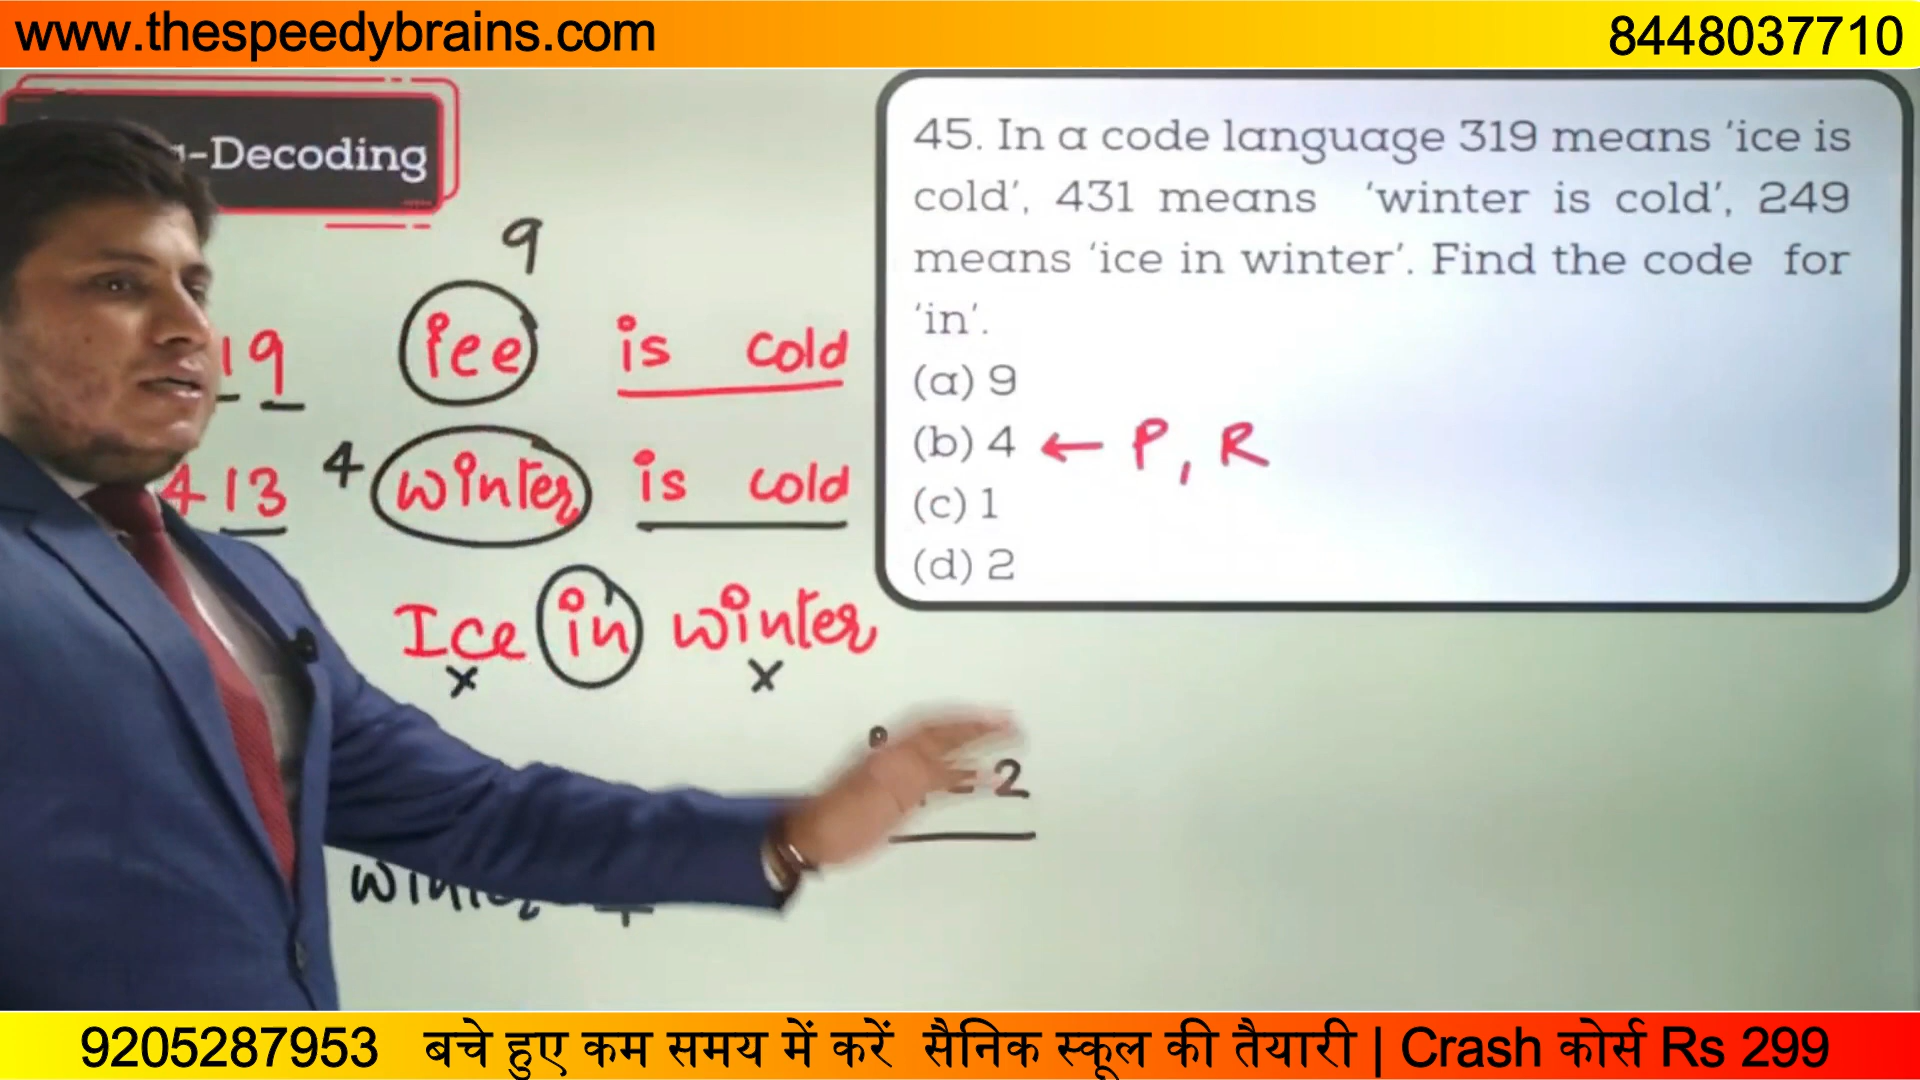 www.thespeedybrains.com
8448037710
-Decoding
45. In a code language 319 means ‘ice is
cold’, 431 means ‘winter is cold’, 249
means ‘ice in winter’. Find the code for
‘in’.
(a) 9
(b) 4 ← P, R
(c) 1
(d) 2
9
19 ice is cold
413 4 winter is cold
Ice in winter
x x
= 2
winter
9205287953 बचे हुए कम समय में करें सैनिक स्कूल की तैयारी | Crash कोर्स Rs 299